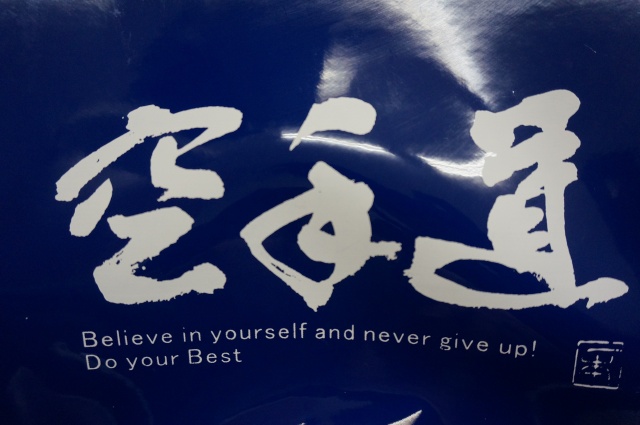 空手道
Believe in yourself and never give up!
Do your Best